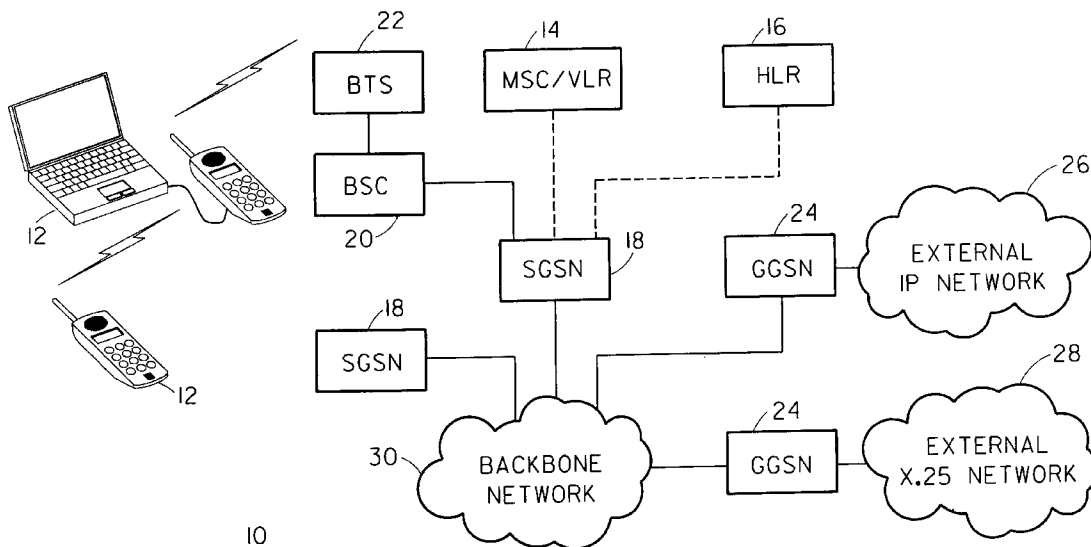 22
14
16
BTS
MSC/VLR
HLR
12
BSC
20
26
24
EXTERNAL
IP NETWORK
SGSN
18
GGSN
18
SGSN
12
28
24
EXTERNAL
X.25 NETWORK
30
BACKBONE
NETWORK
GGSN
10